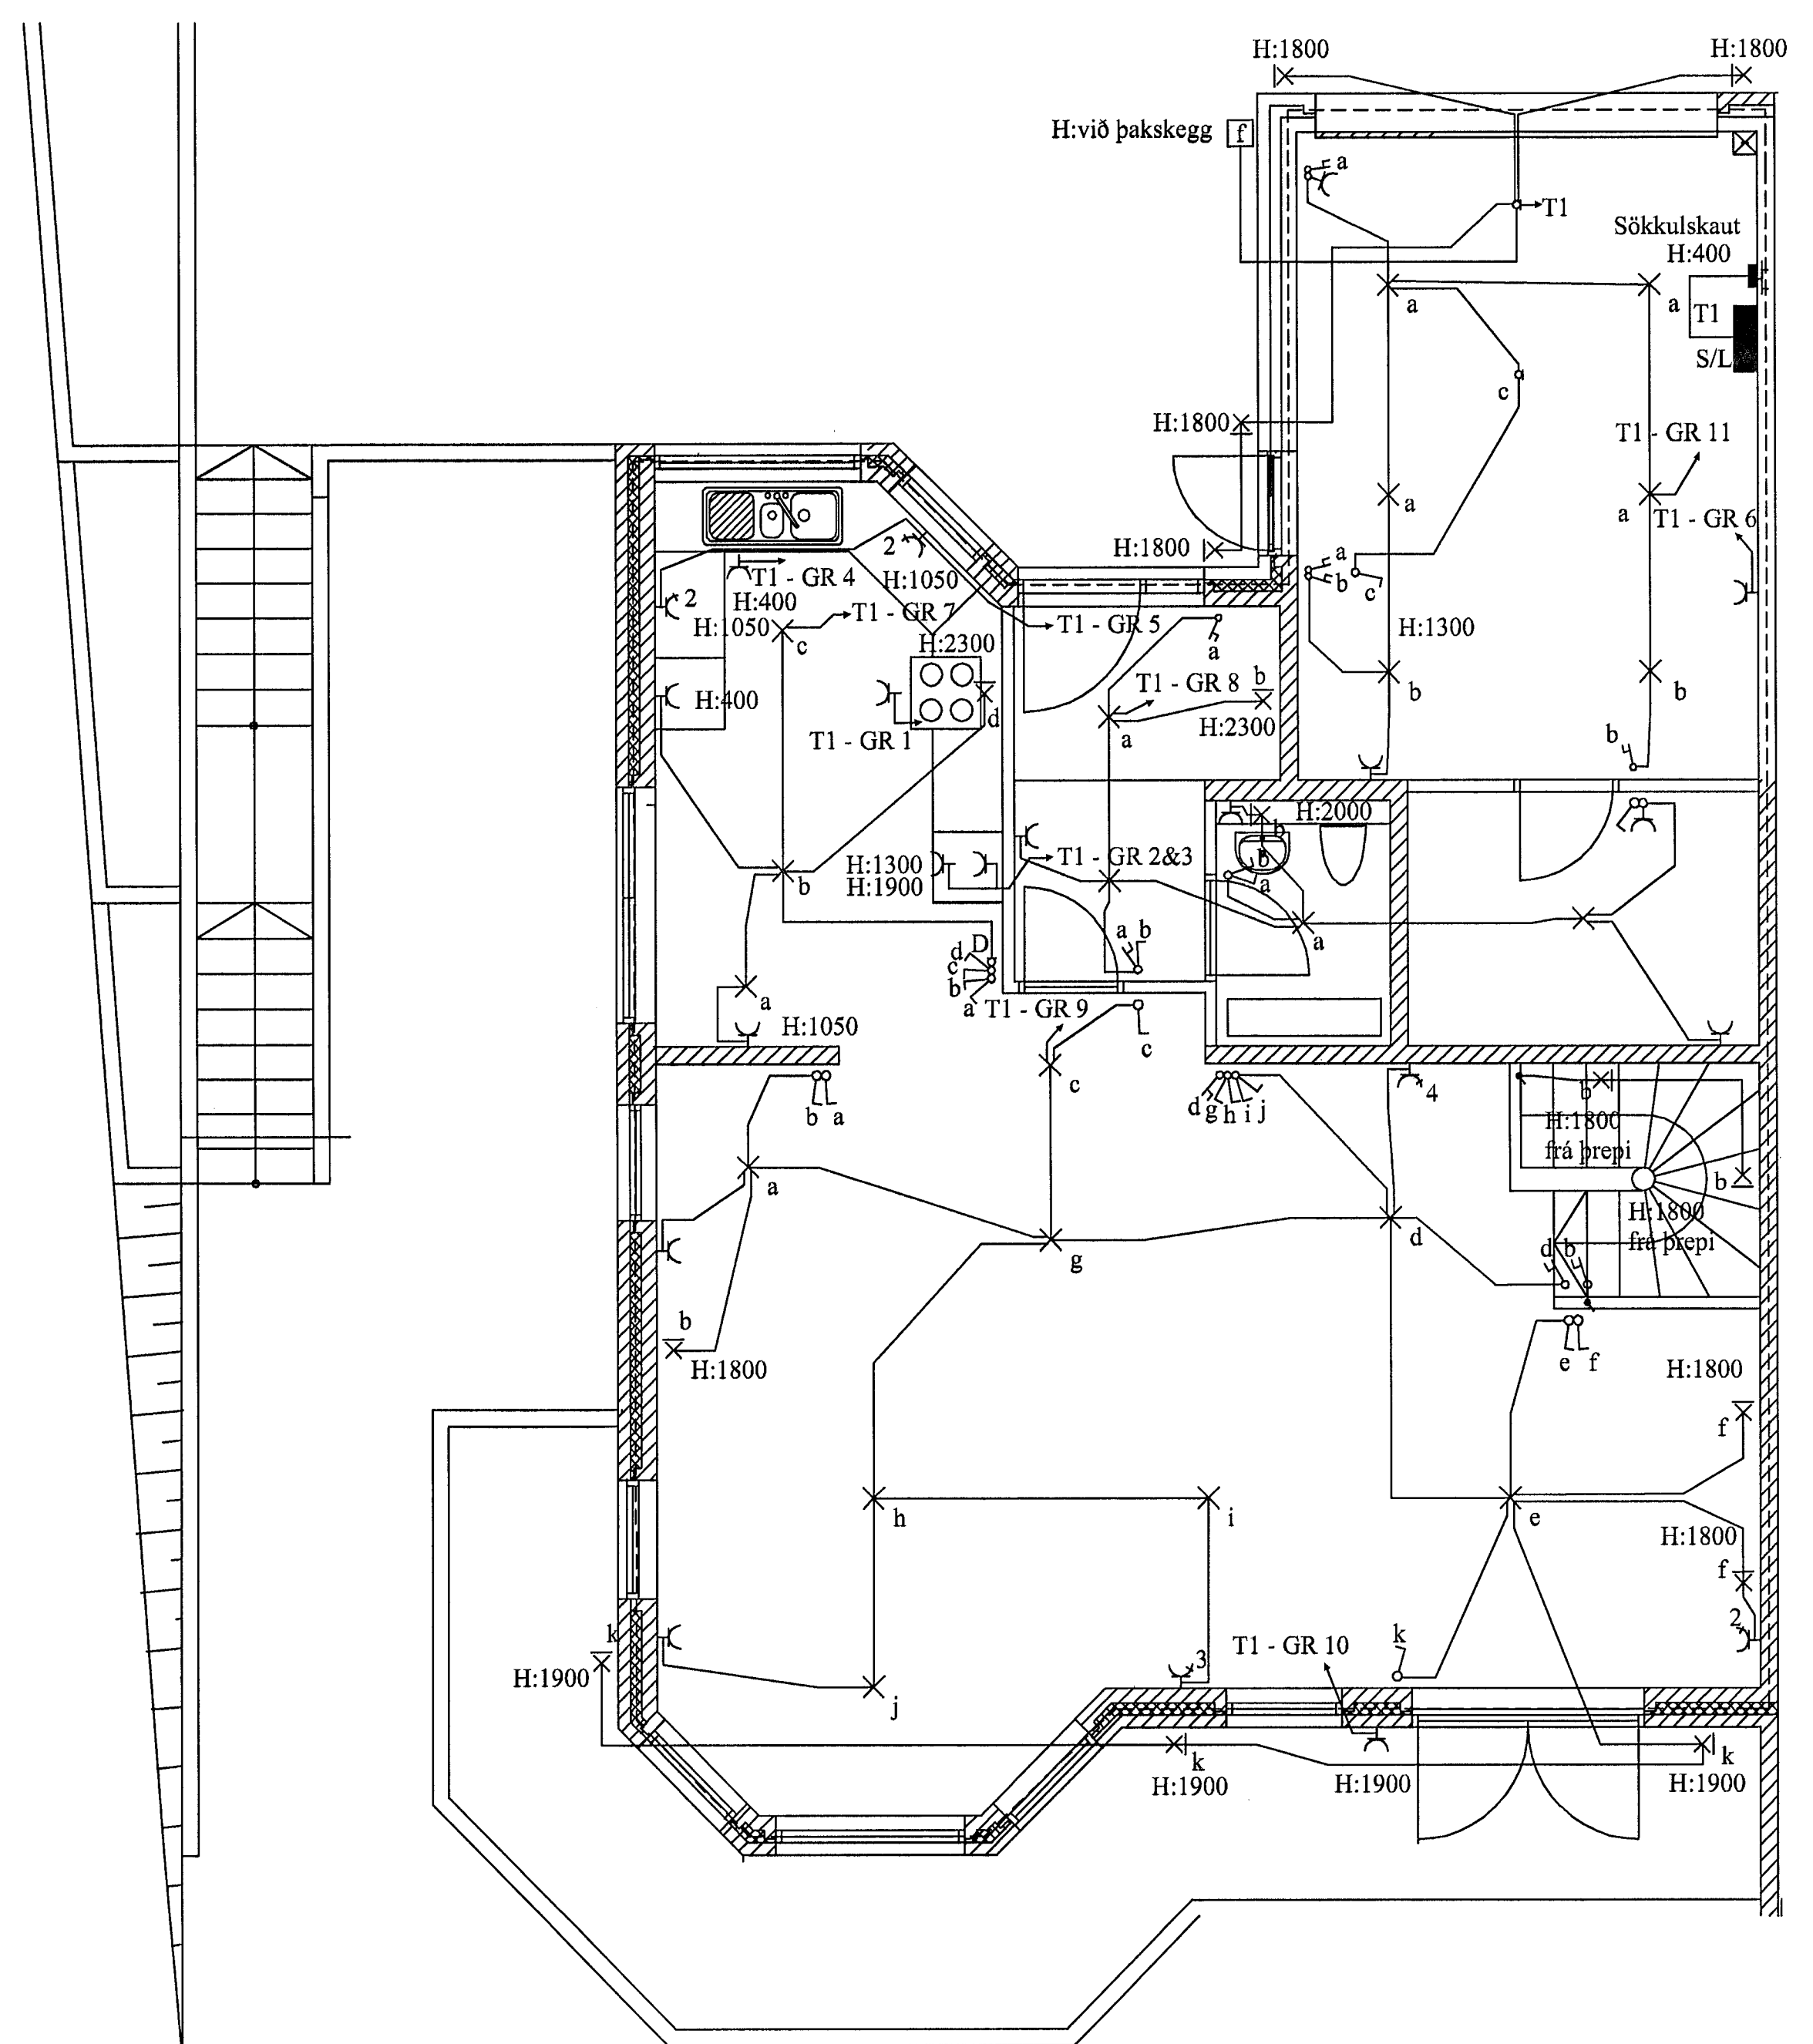 H:1800
H:1800
H:við þakskegg
f
a
T1
Sökkulskaut
H:400
a
a
T1
S/L
c
H:1800
T1 - GR 11
a
a
T1 - GR 6
H:1800
2
T1 - GR 4
H:1050
H:400
a
b
c
2
H:1050
T1 - GR 7
c
T1 - GR 5
H:1300
H:2300
a
H:400
T1 - GR 8
b
d
b
b
T1 - GR 1
a
H:2300
b
H:2000
b
H:1300
H:1900
T1 - GR 2&3
b
a
b
a
D
d
c
b
a
a b
a
T1 - GR 9
H:1050
c
c
b a
d g h i j
4
b
H:1800
frá þrepi
b
a
H:1800
frá þrepi
g
d
d b
b
H:1800
e f
H:1800
f
h
i
e
H:1800
f
2
k
H:1900
3
T1 - GR 10
k
j
k
H:1900
H:1900
k
H:1900